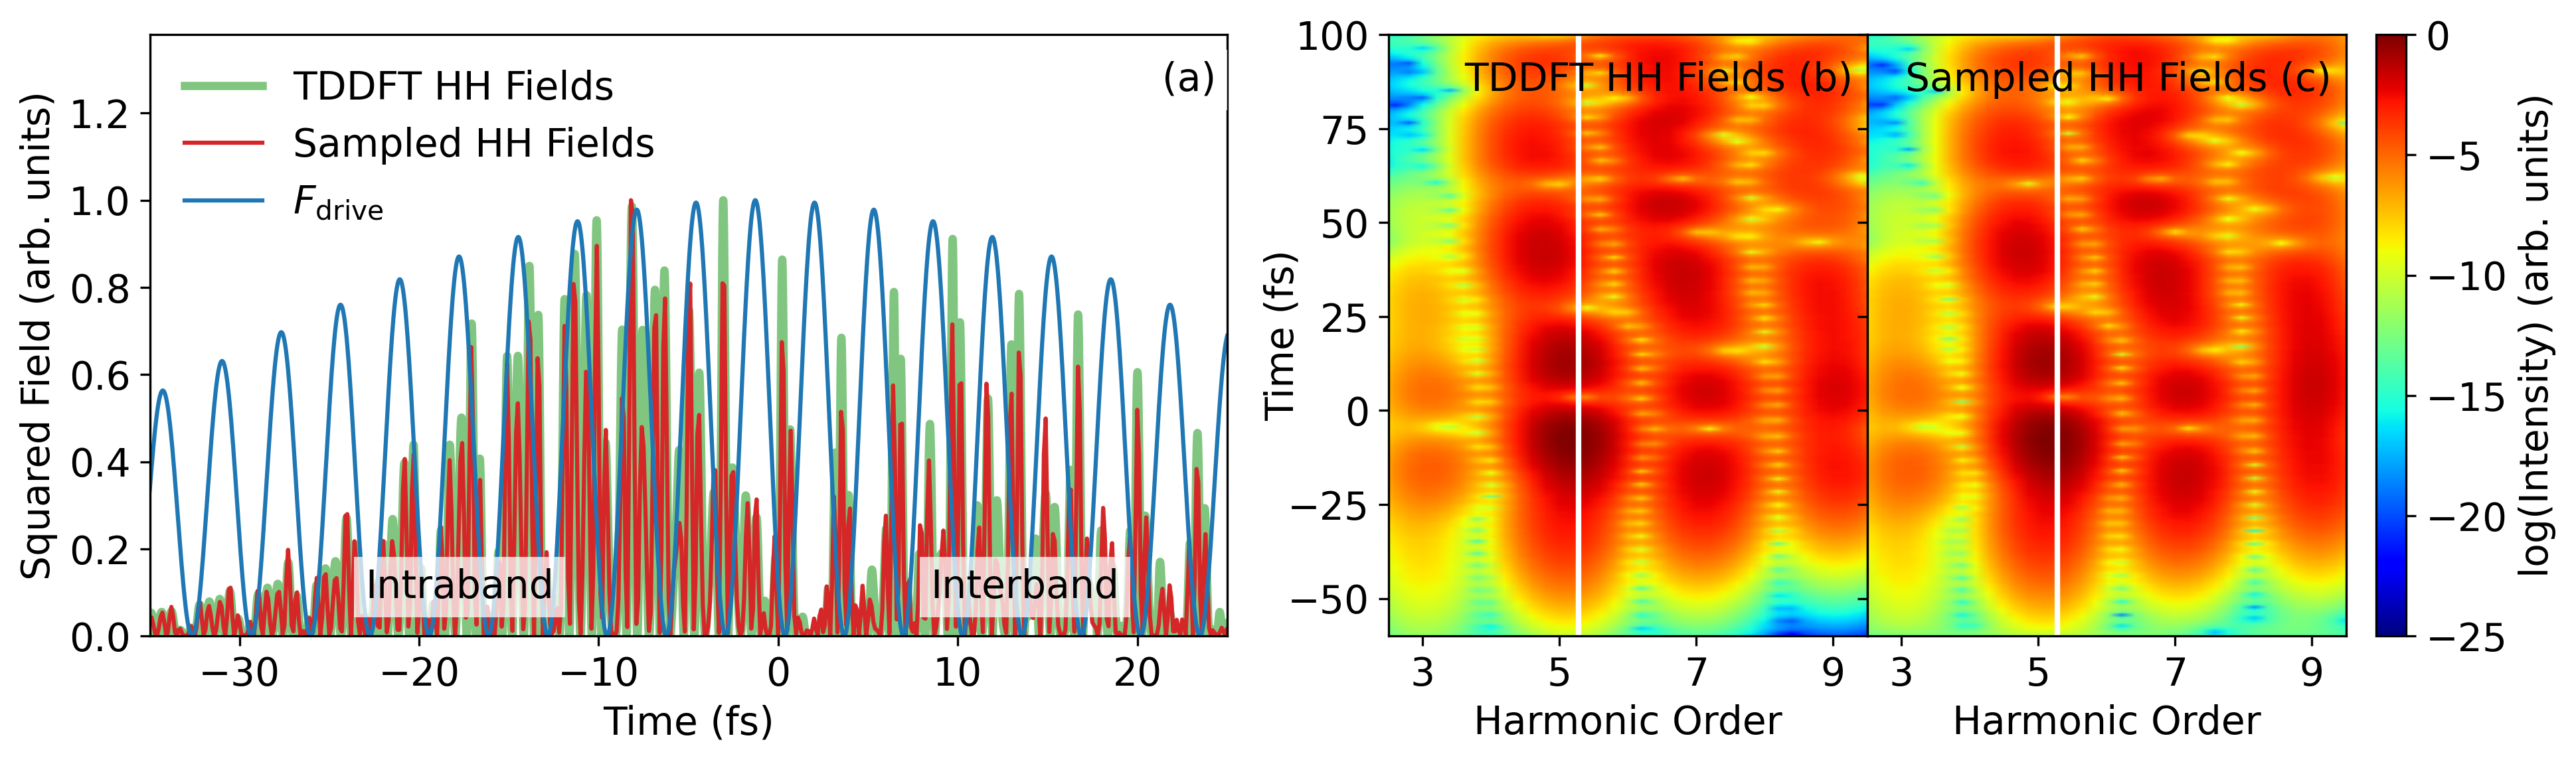 Squared Field (arb. units)
1.2
1.0
0.8
0.6
0.4
0.2
0.0
TDDFT HH Fields
Sampled HH Fields
F_drive
(a)
Intraband
Interband
−30 −20 −10 0 10 20
Time (fs)
Time (fs)
100
75
50
25
0
−25
−50
TDDFT HH Fields (b)
3 5 7 9
Harmonic Order
Sampled HH Fields (c)
3 5 7 9
Harmonic Order
0
−5
−10
−15
−20
−25
log(Intensity) (arb. units)